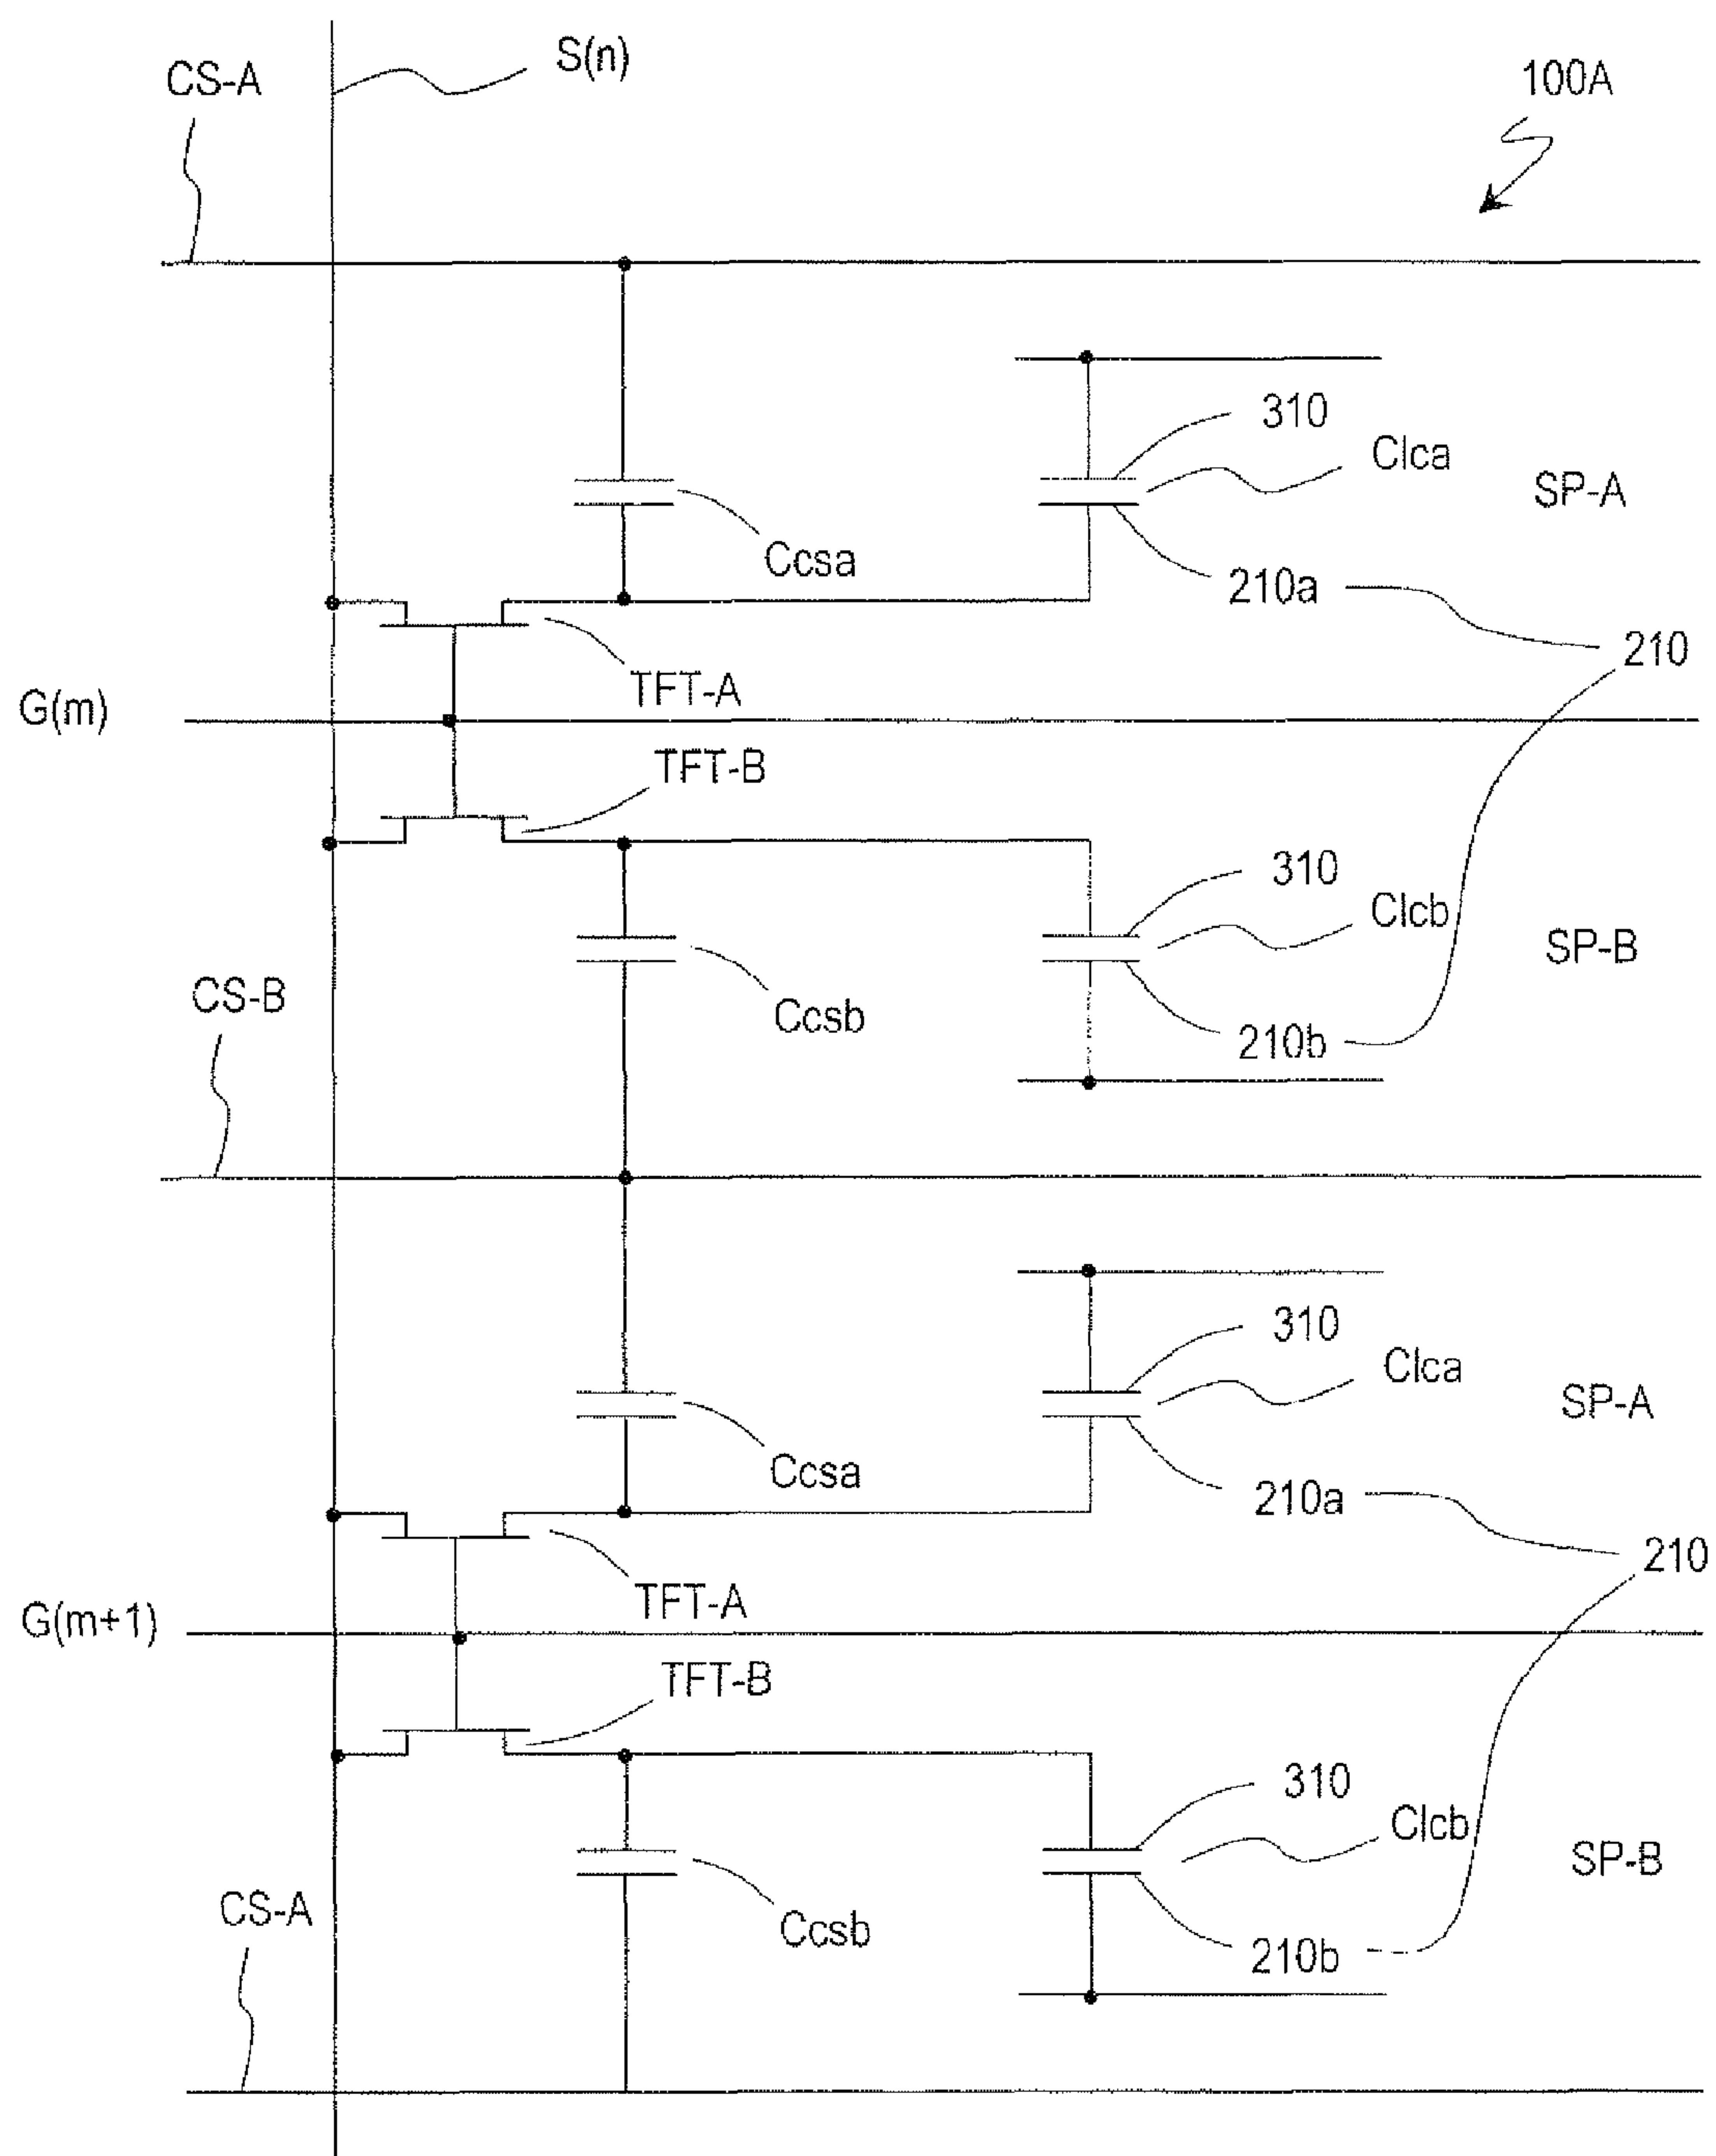 S(n)
CS-A
100A
310
Clca
SP-A
Ccsa
210a
210
TFT-A
G(m)
TFT-B
310
Clcb
SP-B
CS-B
Ccsb
210b
310
Clca
SP-A
Ccsa
210a
210
TFT-A
G(m+1)
TFT-B
310
Clcb
SP-B
CS-A
Ccsb
210b